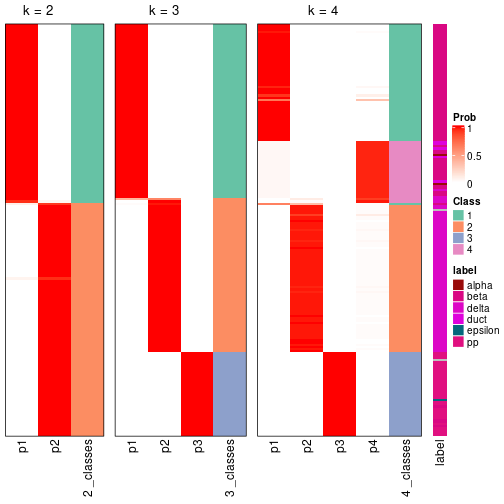 k = 2
k = 3
k = 4
Prob
1
0.5
0
Class
1
2
3
4
label
alpha
beta
delta
duct
epsilon
pp
p1
p2
2_classes
p1
p2
p3
3_classes
p1
p2
p3
p4
4_classes
label